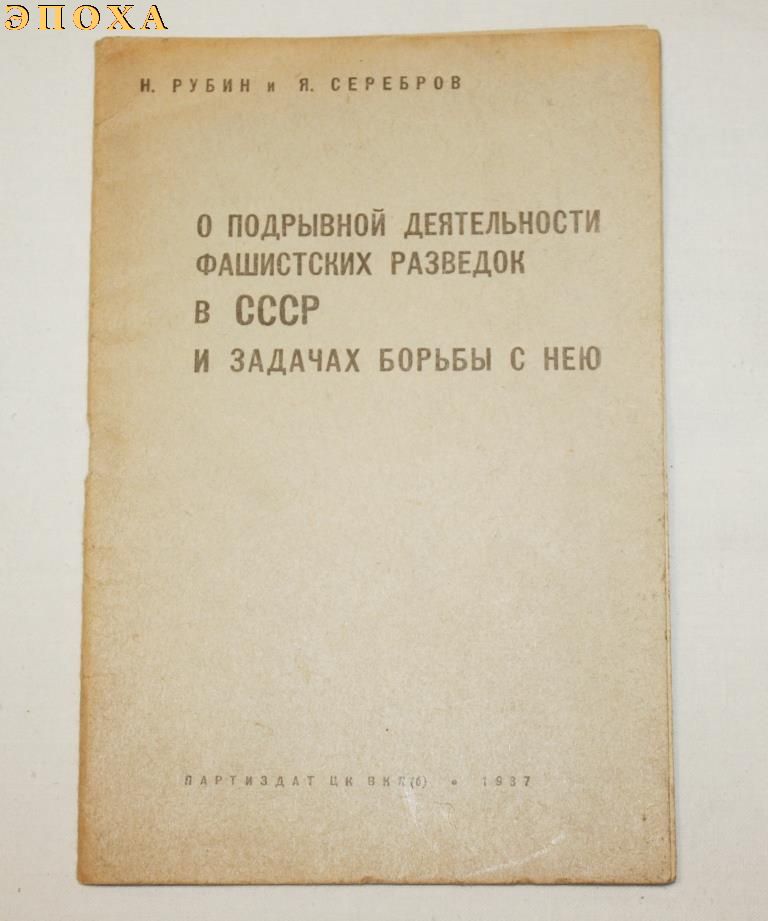 ЭПОХА
Н. РУБИН и Я. СЕРЕБРОВ
О ПОДРЫВНОЙ ДЕЯТЕЛЬНОСТИ
ФАШИСТСКИХ РАЗВЕДОК
В СССР
И ЗАДАЧАХ БОРЬБЫ С НЕЮ
ПАРТИЗДАТ ЦК ВКП(б) • 1937